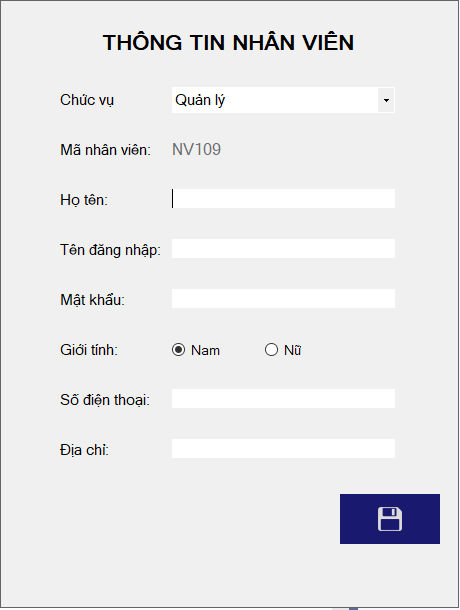 THÔNG TIN NHÂN VIÊN
Chức vụ Quản lý
Mã nhân viên: NV109
Họ tên:
Tên đăng nhập:
Mật khẩu:
Giới tính: Nam Nữ
Số điện thoại:
Địa chỉ: